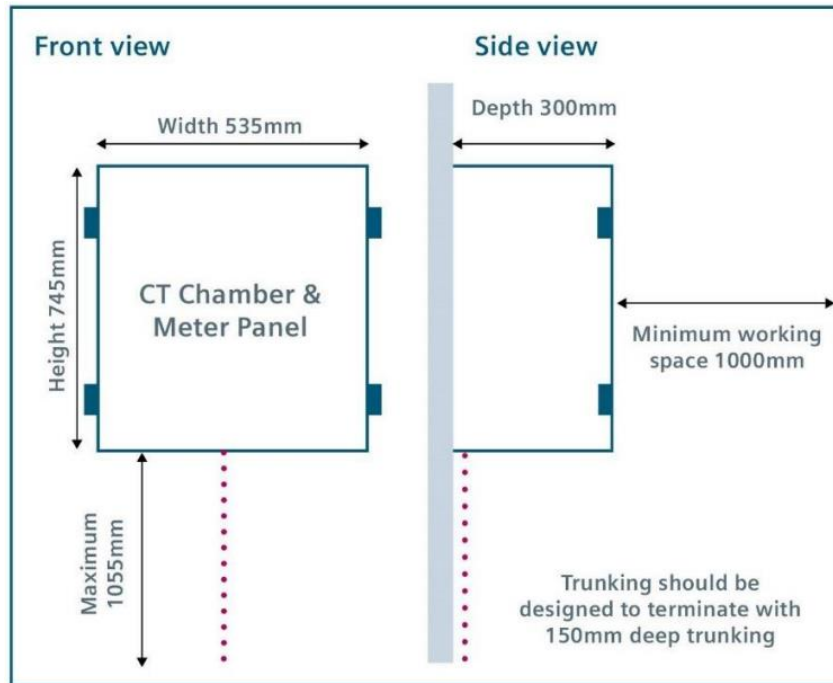 Front view
Side view
Width 535mm
Depth 300mm
Height 745mm
CT Chamber &
Meter Panel
Minimum working
space 1000mm
Maximum
1055mm
Trunking should be
designed to terminate with
150mm deep trunking